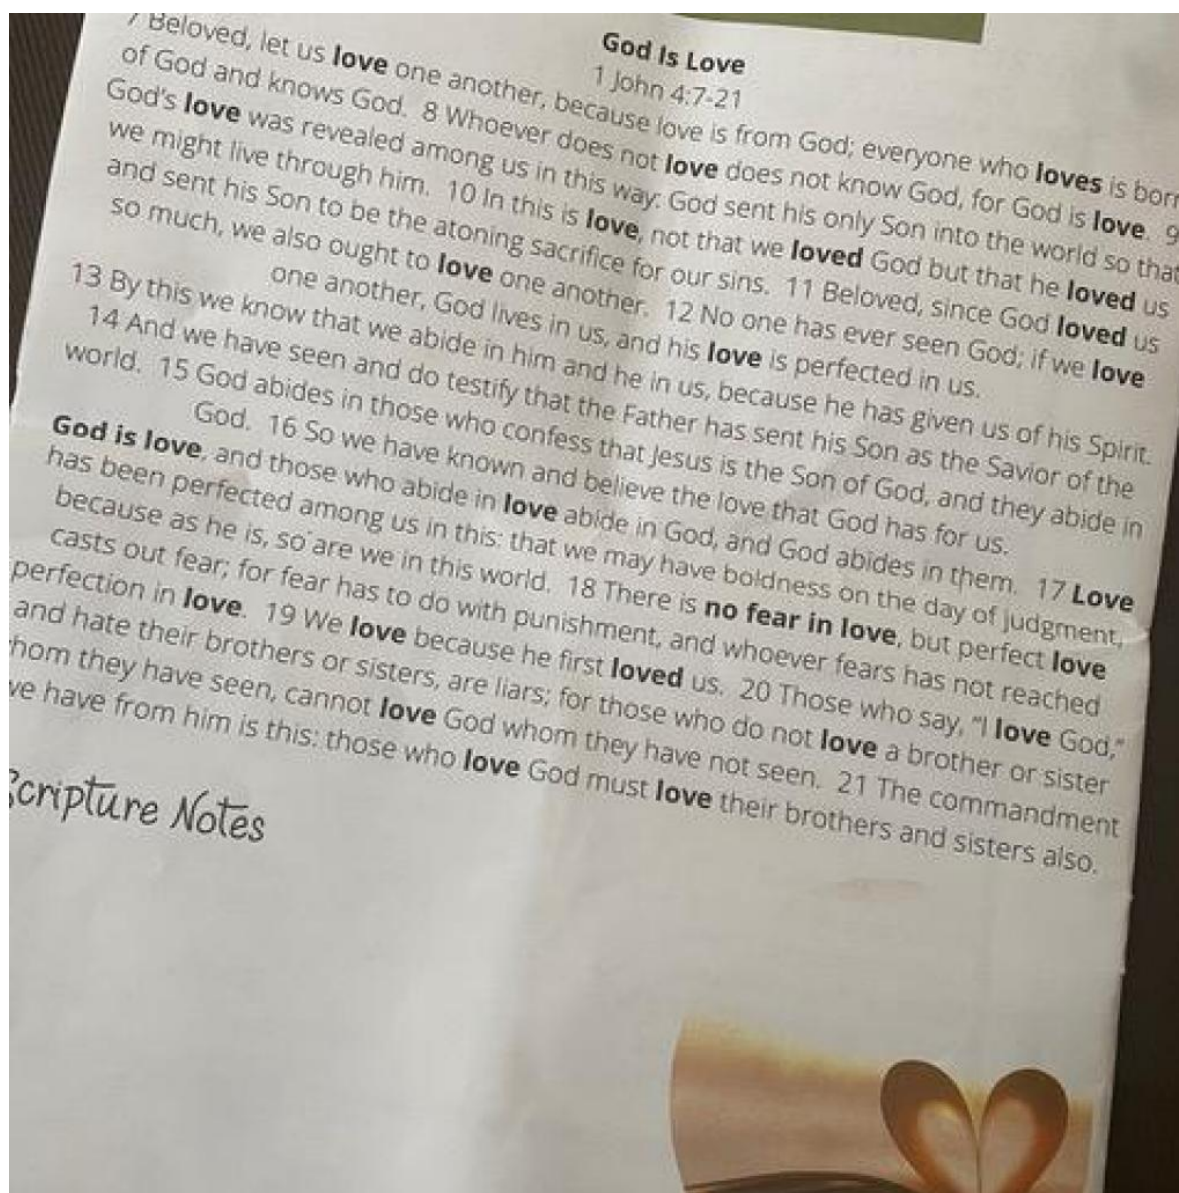 God Is Love
1 John 4:7-21
7 Beloved, let us love one another, because love is from God; everyone who loves is born
of God and knows God. 8 Whoever does not love does not know God, for God is love. 9
God's love was revealed among us in this way: God sent his only Son into the world so that
we might live through him. 10 In this is love, not that we loved God but that he loved us
and sent his Son to be the atoning sacrifice for our sins. 11 Beloved, since God loved us
so much, we also ought to love one another. 12 No one has ever seen God; if we love
one another, God lives in us, and his love is perfected in us.
13 By this we know that we abide in him and he in us, because he has given us of his Spirit.
14 And we have seen and do testify that the Father has sent his Son as the Savior of the
world. 15 God abides in those who confess that Jesus is the Son of God, and they abide in
God. 16 So we have known and believe the love that God has for us.
God is love, and those who abide in love abide in God, and God abides in them. 17 Love
has been perfected among us in this: that we may have boldness on the day of judgment,
because as he is, so are we in this world. 18 There is no fear in love, but perfect love
casts out fear; for fear has to do with punishment, and whoever fears has not reached
perfection in love. 19 We love because he first loved us. 20 Those who say, "I love God,"
and hate their brothers or sisters, are liars; for those who do not love a brother or sister
whom they have seen, cannot love God whom they have not seen. 21 The commandment
we have from him is this: those who love God must love their brothers and sisters also.
Scripture Notes